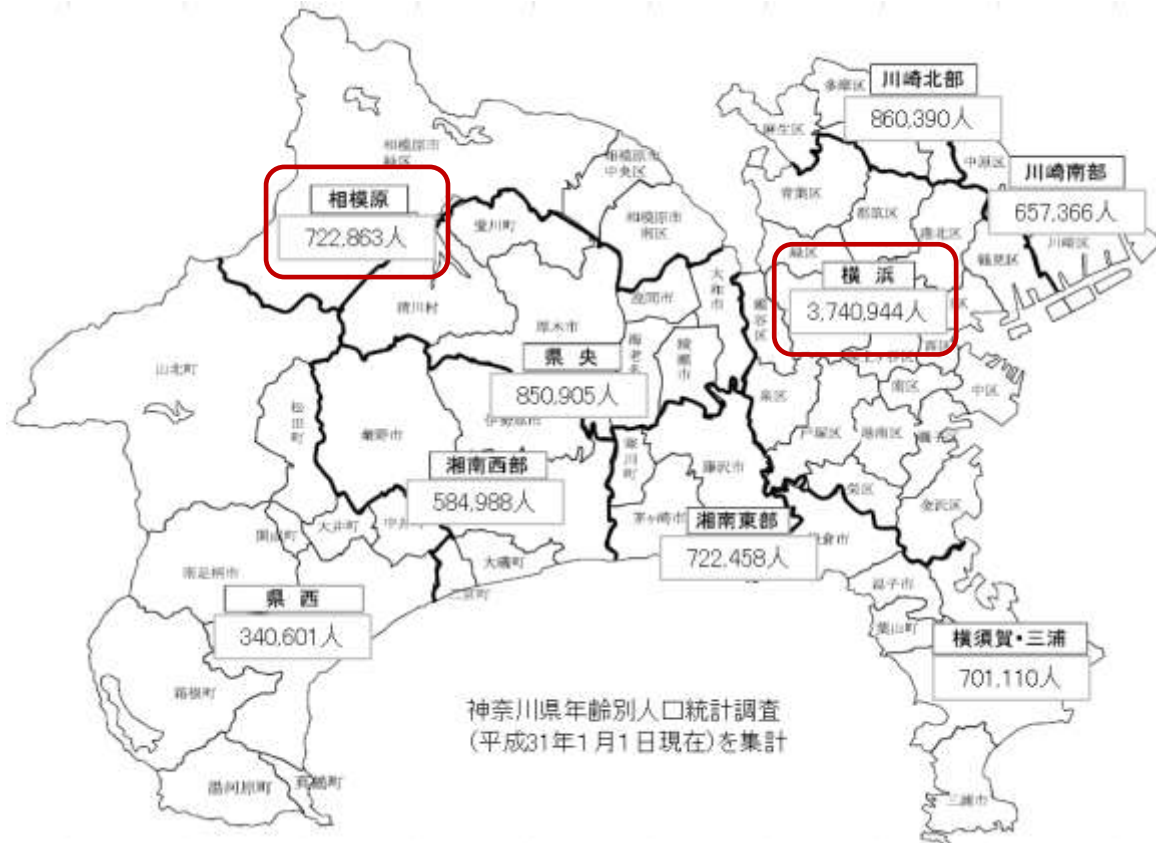 多摩区
川崎北部
860,390人
麻生区
中原区
川崎南部
657,366人
川崎区
相模原市
緑区
相模原市
中央区
相模原
722,863人
愛川町
相模原市
南区
青葉区
都筑区
港北区
鶴見区
緑区
横 浜
3,740,944人
大和市
座間市
瀬谷区
清川村
厚木市
海老名
綾瀬市
西区
県 央
850,905人
山北町
松田町
秦野市
伊勢原市
泉区
南区
中区
戸塚区
港南区
磯子
湘南西部
584,988人
寒川町
藤沢市
栄区
金沢区
開成町
大井町
中井町
茅ヶ崎市
湘南東部
722,458人
鎌倉市
南足柄市
大磯町
二宮町
逗子市
県 西
340,601人
葉山町
横須賀・三浦
701,110人
箱根町
神奈川県年齢別人口統計調査
(平成31年1月1日現在)を集計
湯河原町
真鶴町
三浦市